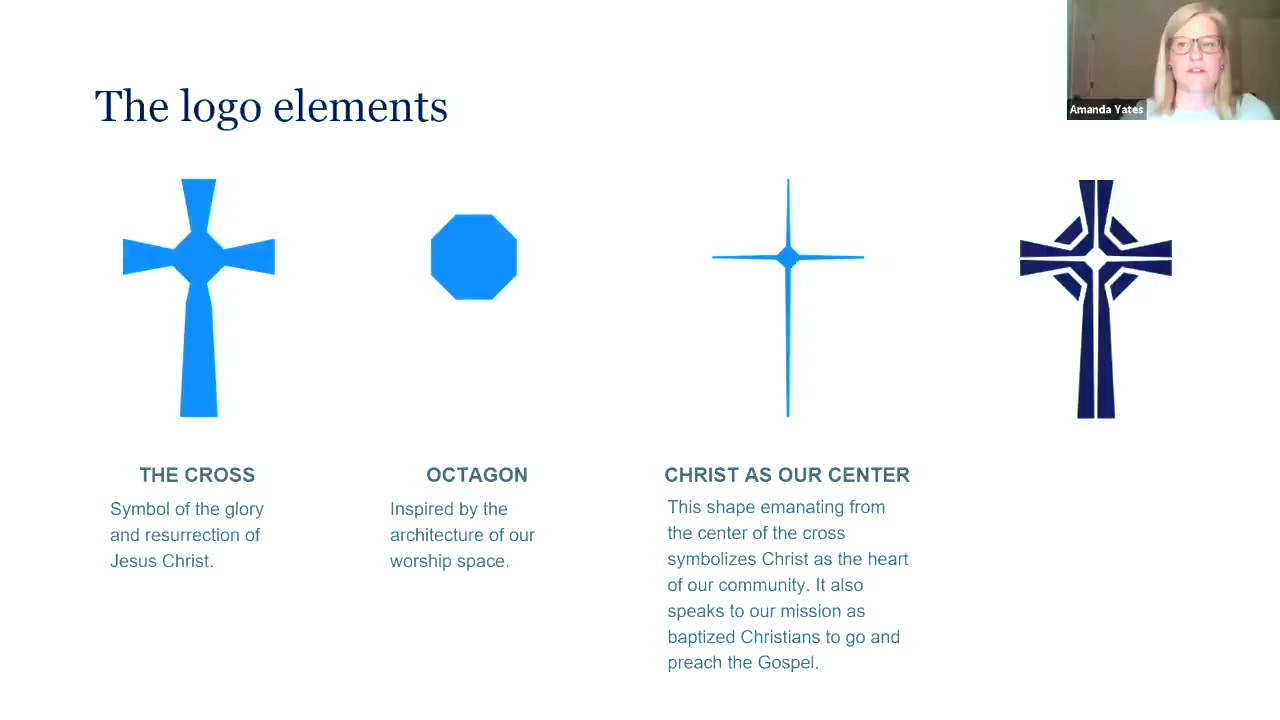 The logo elements
Amanda Yates
THE CROSS
Symbol of the glory
and resurrection of
Jesus Christ.
OCTAGON
Inspired by the
architecture of our
worship space.
CHRIST AS OUR CENTER
This shape emanating from
the center of the cross
symbolizes Christ as the heart
of our community. It also
speaks to our mission as
baptized Christians to go and
preach the Gospel.